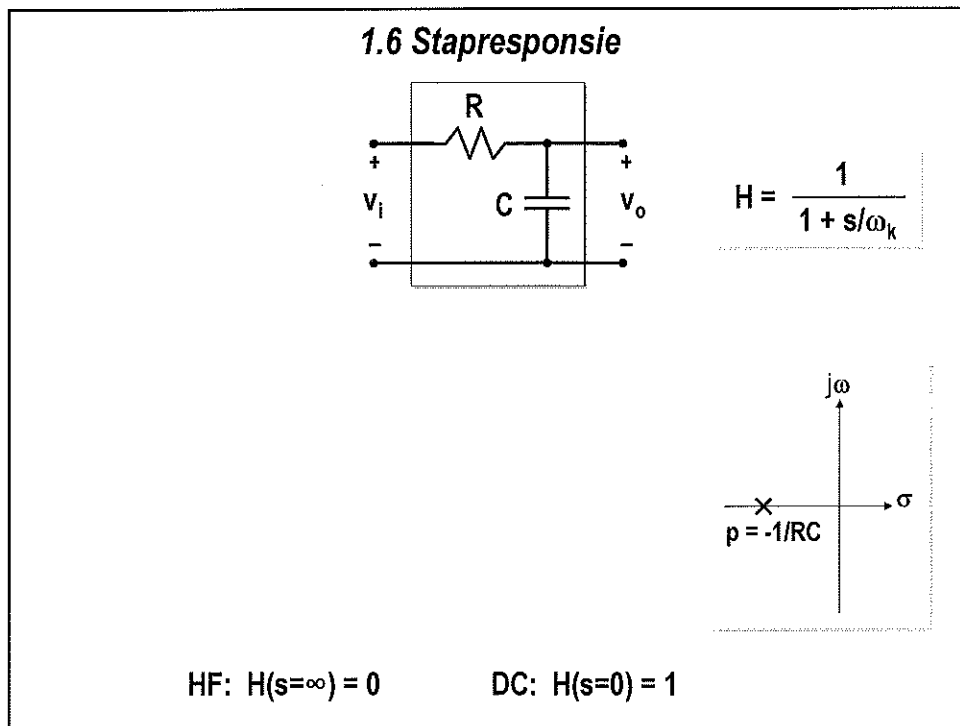 1.6 Stapresponsie
R
+
+
v_i
C
v_o
H = 1 / (1 + s/ω_k)
−
−
jω
σ
p = -1/RC
HF: H(s=∞) = 0
DC: H(s=0) = 1